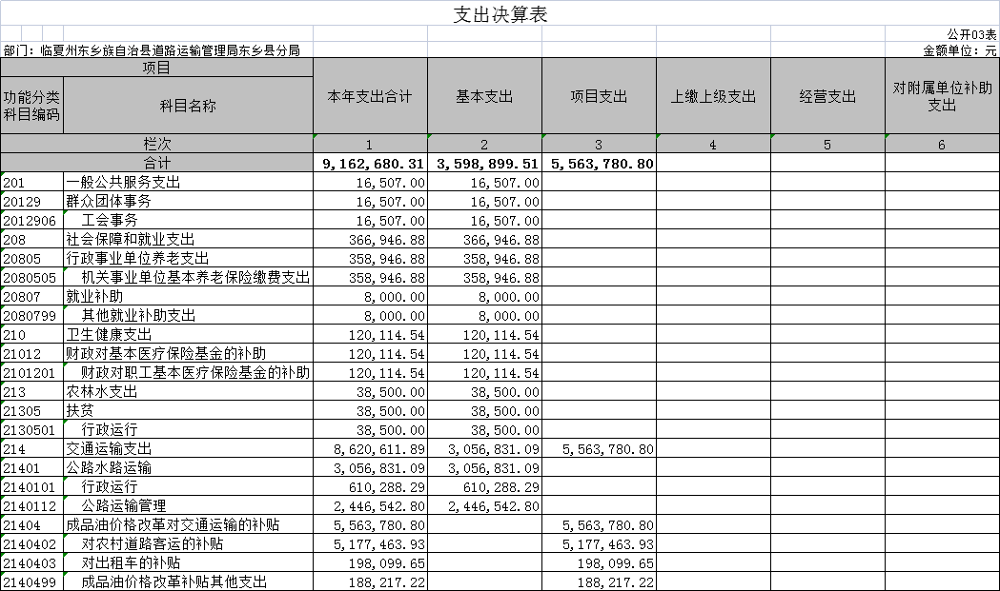 支出决算表
公开03表
部门：临夏州东乡族自治县道路运输管理局东乡县分局 金额单位：元
项目 本年支出合计 基本支出 项目支出 上缴上级支出 经营支出 对附属单位补助支出
功能分类科目编码 科目名称
栏次 1 2 3 4 5 6
合计 9,162,680.31 3,598,899.51 5,563,780.80
201 一般公共服务支出 16,507.00 16,507.00
20129 群众团体事务 16,507.00 16,507.00
2012906 工会事务 16,507.00 16,507.00
208 社会保障和就业支出 366,946.88 366,946.88
20805 行政事业单位养老支出 358,946.88 358,946.88
2080505 机关事业单位基本养老保险缴费支出 358,946.88 358,946.88
20807 就业补助 8,000.00 8,000.00
2080799 其他就业补助支出 8,000.00 8,000.00
210 卫生健康支出 120,114.54 120,114.54
21012 财政对基本医疗保险基金的补助 120,114.54 120,114.54
2101201 财政对职工基本医疗保险基金的补助 120,114.54 120,114.54
213 农林水支出 38,500.00 38,500.00
21305 扶贫 38,500.00 38,500.00
2130501 行政运行 38,500.00 38,500.00
214 交通运输支出 8,620,611.89 3,056,831.09 5,563,780.80
21401 公路水路运输 3,056,831.09 3,056,831.09
2140101 行政运行 610,288.29 610,288.29
2140112 公路运输管理 2,446,542.80 2,446,542.80
21404 成品油价格改革对交通运输的补贴 5,563,780.80 5,563,780.80
2140402 对农村道路客运的补贴 5,177,463.93 5,177,463.93
2140403 对出租车的补贴 198,099.65 198,099.65
2140499 成品油价格改革补贴其他支出 188,217.22 188,217.22